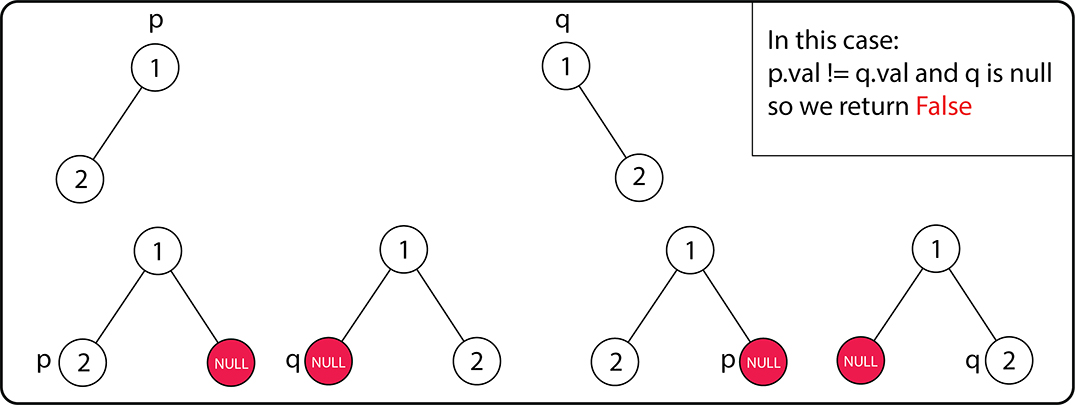 p
q
In this case:
p.val != q.val and q is null
so we return False
1
1
2
2
1
1
1
1
p 2
NULL
q NULL
2
2
p NULL
NULL
q 2